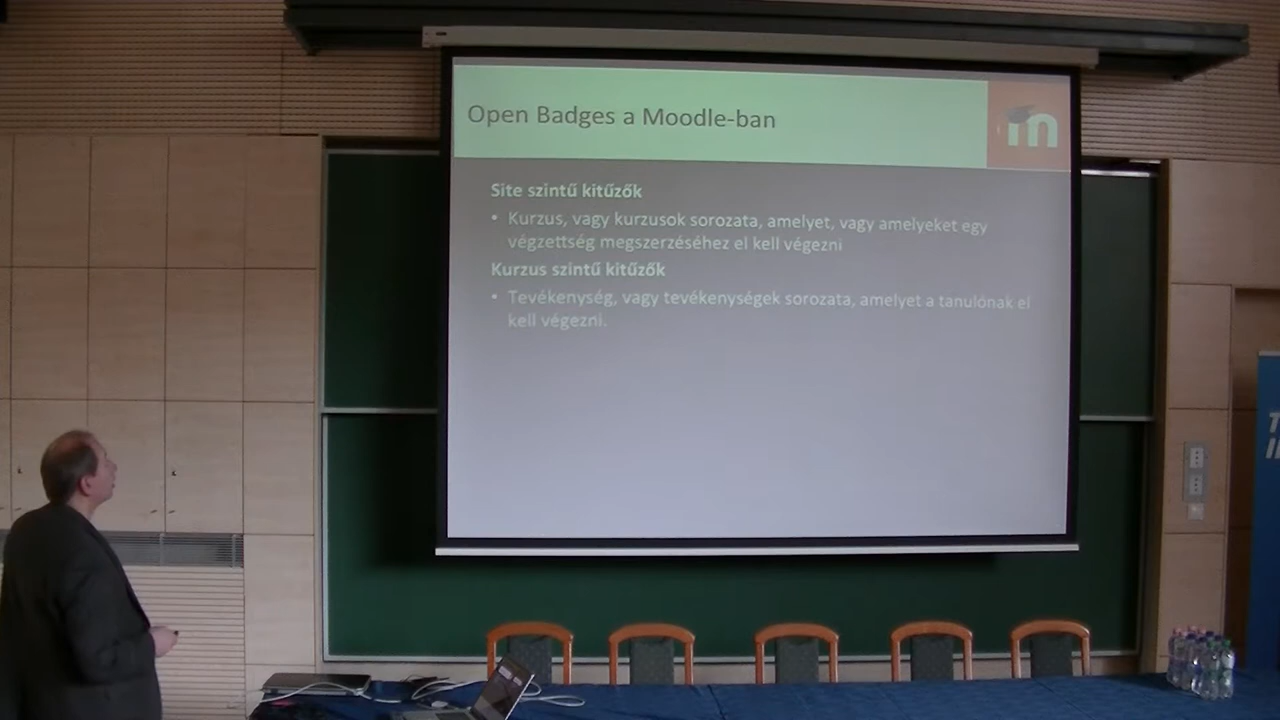 Open Badges a Moodle-ban
m
Site szintű kitűzők
• Kurzus, vagy kurzusok sorozata, amelyet, vagy amelyeket egy
végzettség megszerzéséhez el kell végezni
Kurzus szintű kitűzők
• Tevékenység, vagy tevékenységek sorozata, amelyet a tanulónak el
kell végezni.